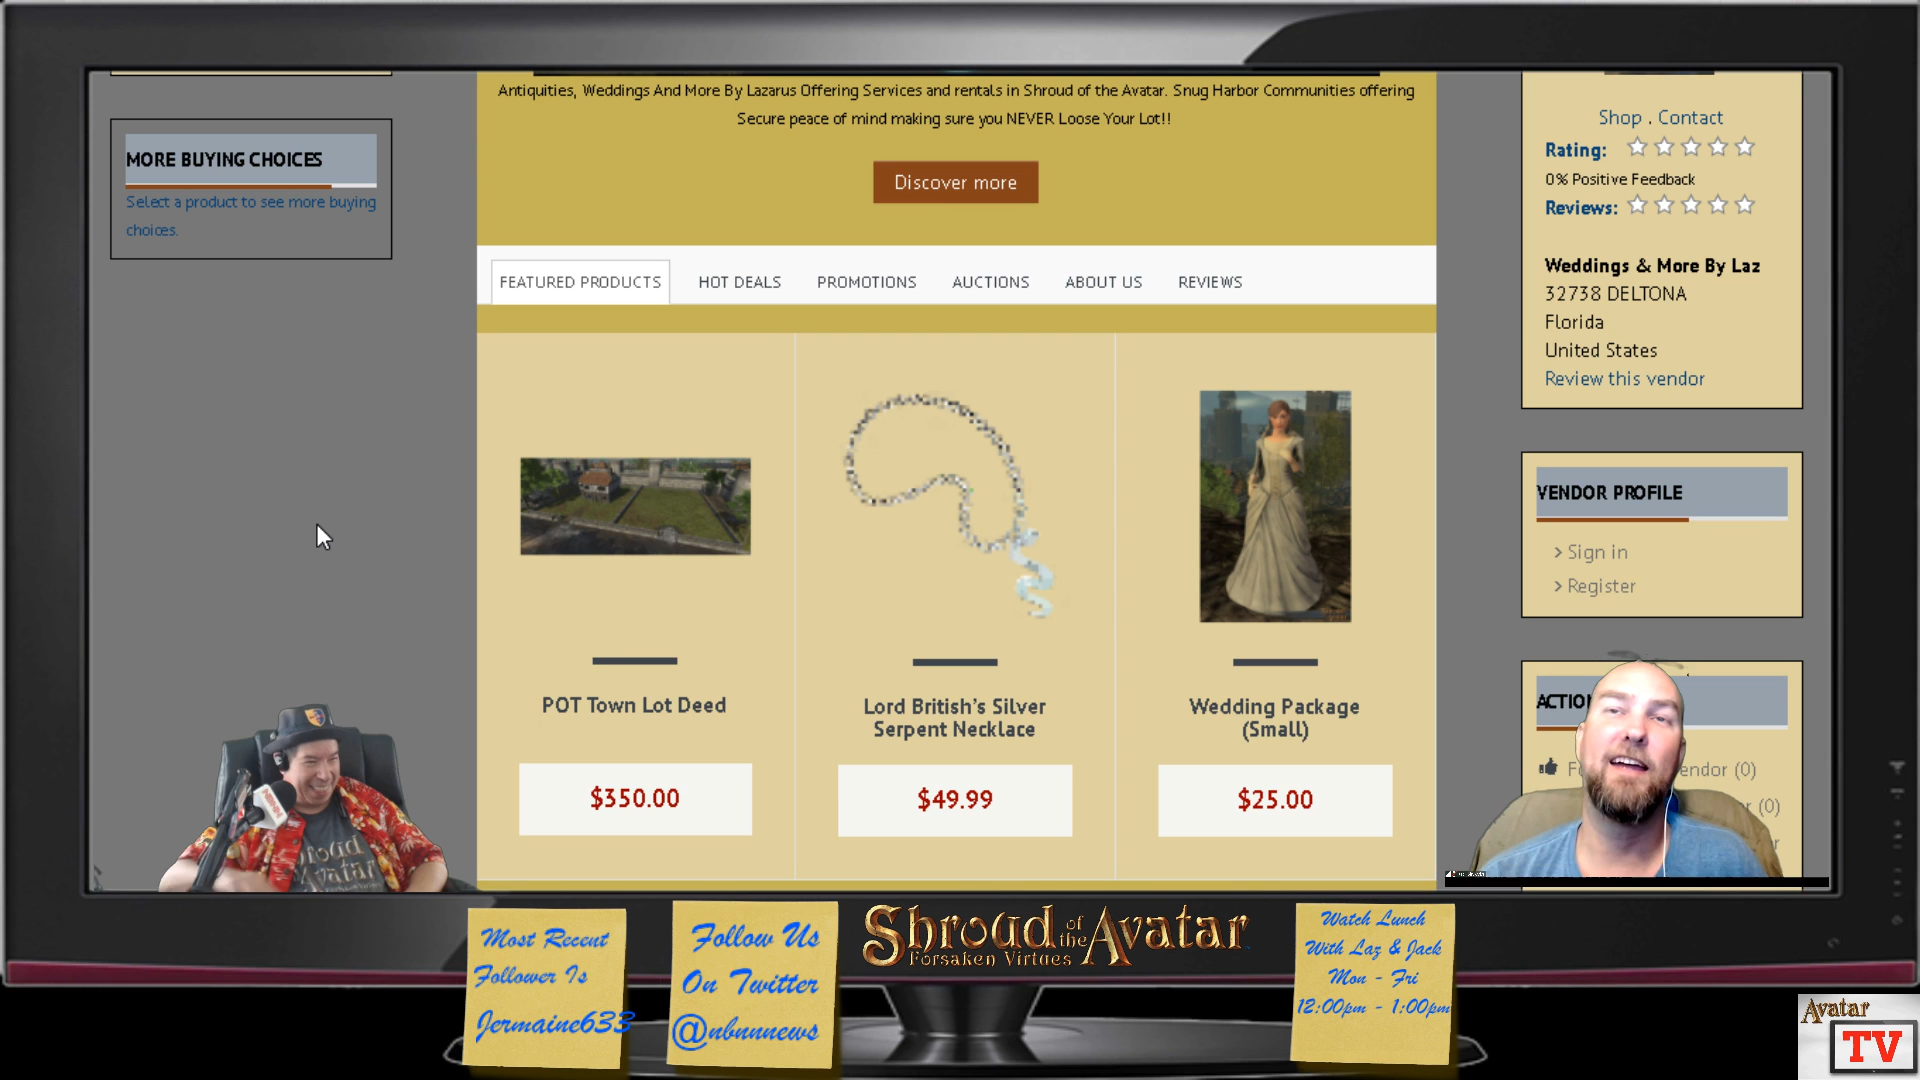 MORE BUYING CHOICES
Select a product to see more buying
choices.
Antiquities, Weddings And More By Lazarus Offering Services and rentals in Shroud of the Avatar. Snug Harbor Communities offering
Secure peace of mind making sure you NEVER Loose Your Lot!!
Discover more
FEATURED PRODUCTS
HOT DEALS
PROMOTIONS
AUCTIONS
ABOUT US
REVIEWS
POT Town Lot Deed
$350.00
Lord British's Silver
Serpent Necklace
$49.99
Wedding Package
(Small)
$25.00
Shop . Contact
Rating:
0% Positive Feedback
Reviews:
Weddings & More By Laz
32738 DELTONA
Florida
United States
Review this vendor
VENDOR PROFILE
> Sign in
> Register
(0)
(0)
Shroud
Avatar
Most Recent
Follower Is
Jermaine633
Follow Us
On Twitter
@nbnnnews
Shroud of the Avatar
Forsaken Virtues
Watch Lunch
With Laz & Jack
Mon - Fri
12:00pm - 1:00pm
Avatar
TV